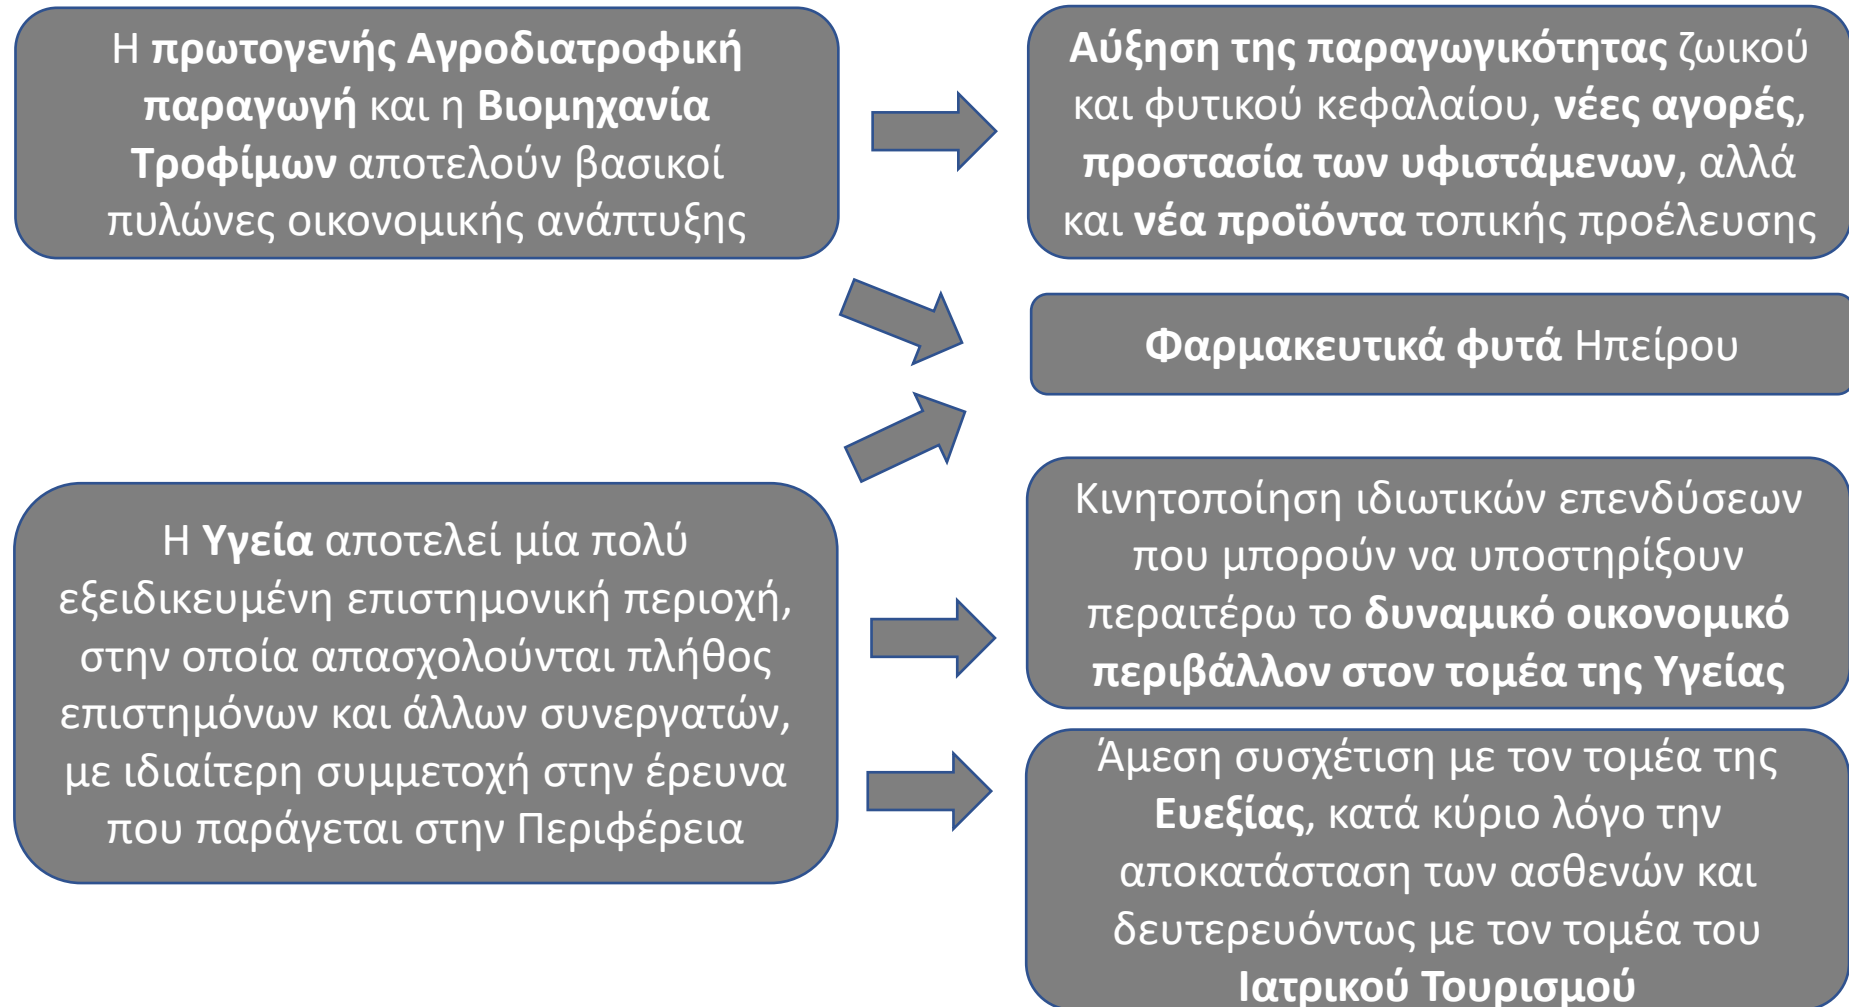 Η πρωτογενής Αγροδιατροφική
παραγωγή και η Βιομηχανία
Τροφίμων αποτελούν βασικοί
πυλώνες οικονομικής ανάπτυξης
Αύξηση της παραγωγικότητας ζωικού
και φυτικού κεφαλαίου, νέες αγορές,
προστασία των υφιστάμενων, αλλά
και νέα προϊόντα τοπικής προέλευσης
Φαρμακευτικά φυτά Ηπείρου
Η Υγεία αποτελεί μία πολύ
εξειδικευμένη επιστημονική περιοχή,
στην οποία απασχολούνται πλήθος
επιστημόνων και άλλων συνεργατών,
με ιδιαίτερη συμμετοχή στην έρευνα
που παράγεται στην Περιφέρεια
Κινητοποίηση ιδιωτικών επενδύσεων
που μπορούν να υποστηρίξουν
περαιτέρω το δυναμικό οικονομικό
περιβάλλον στον τομέα της Υγείας
Άμεση συσχέτιση με τον τομέα της
Ευεξίας, κατά κύριο λόγο την
αποκατάσταση των ασθενών και
δευτερευόντως με τον τομέα του
Ιατρικού Τουρισμού